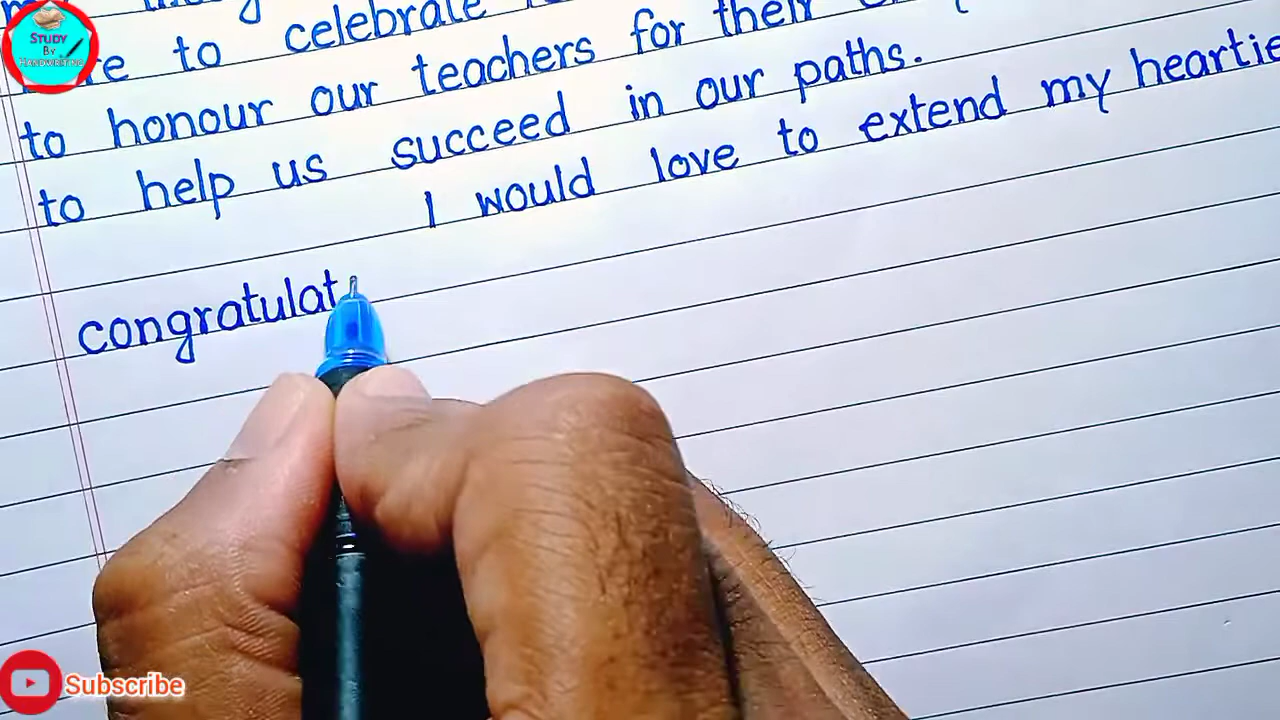 to celebrate
to honour our teachers for their
to help us succeed in our paths.
I would love to extend my heartie
congratulat
STUDY
By
HANDWRITING
Subscribe